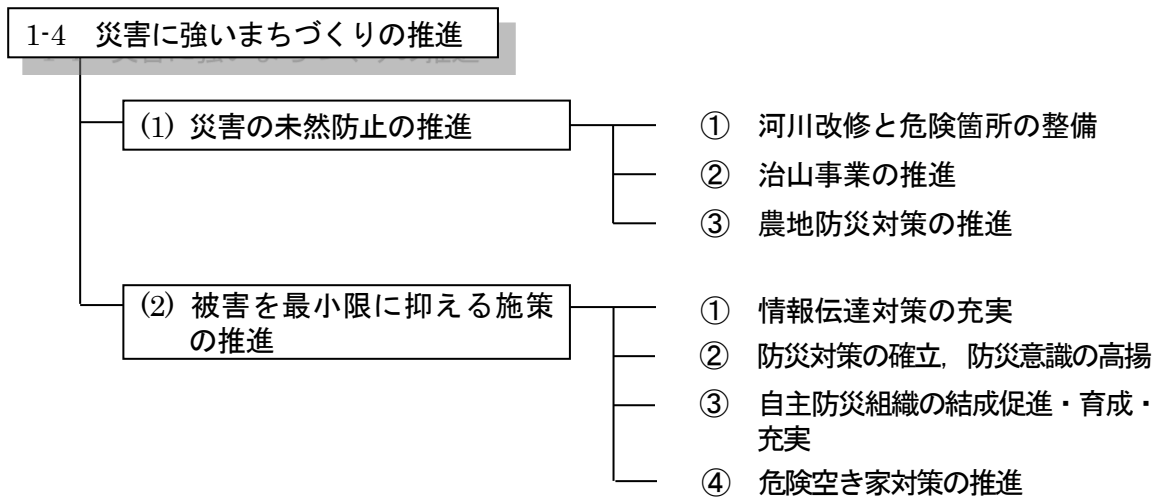 1-4 災害に強いまちづくりの推進
(1) 災害の未然防止の推進
① 河川改修と危険箇所の整備
② 治山事業の推進
③ 農地防災対策の推進
(2) 被害を最小限に抑える施策
の推進
① 情報伝達対策の充実
② 防災対策の確立，防災意識の高揚
③ 自主防災組織の結成促進・育成・
充実
④ 危険空き家対策の推進